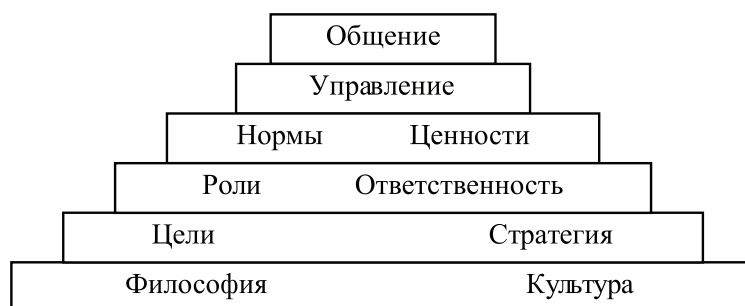 Общение
Управление
Нормы Ценности
Роли Ответственность
Цели Стратегия
Философия Культура